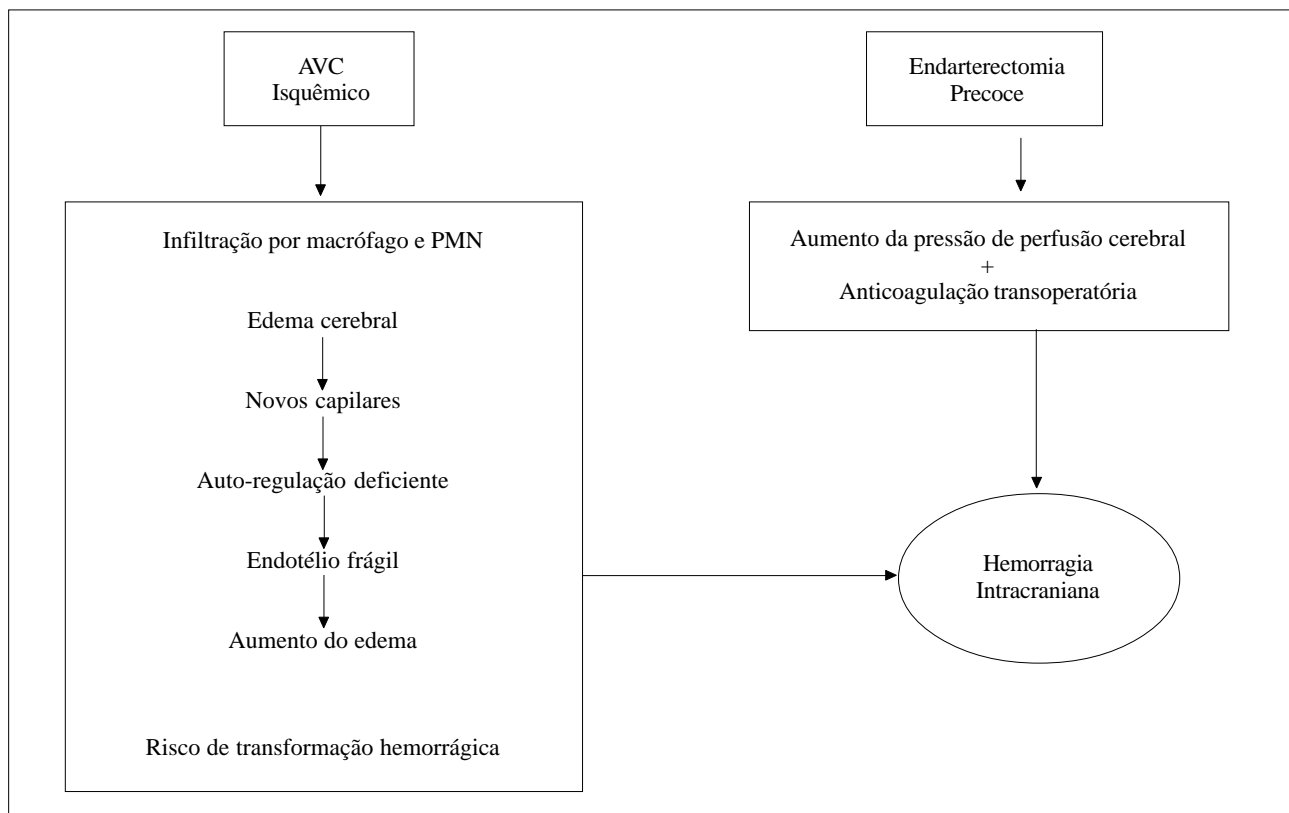 AVC
Isquêmico
Infiltração por macrófago e PMN
Edema cerebral
Novos capilares
Auto-regulação deficiente
Endotélio frágil
Aumento do edema
Risco de transformação hemorrágica
Endarterectomia
Precoce
Aumento da pressão de perfusão cerebral
+
Anticoagulação transoperatória
Hemorragia
Intracraniana